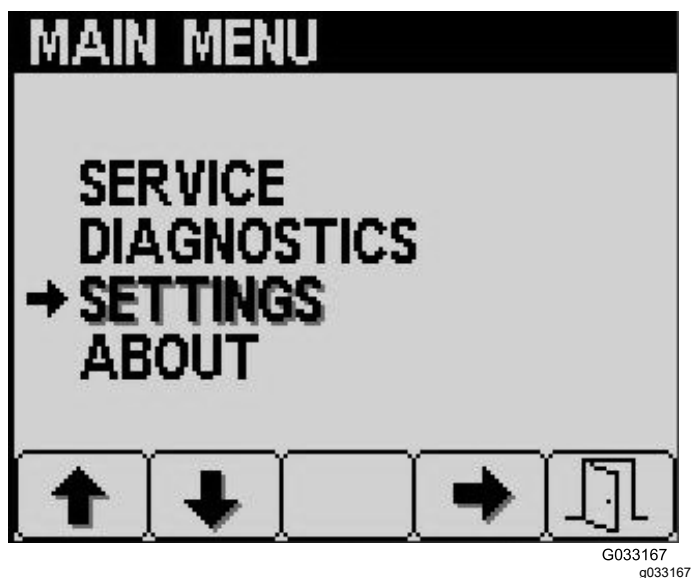 MAIN MENU
SERVICE
DIAGNOSTICS
SETTINGS
ABOUT
G033167
g033167